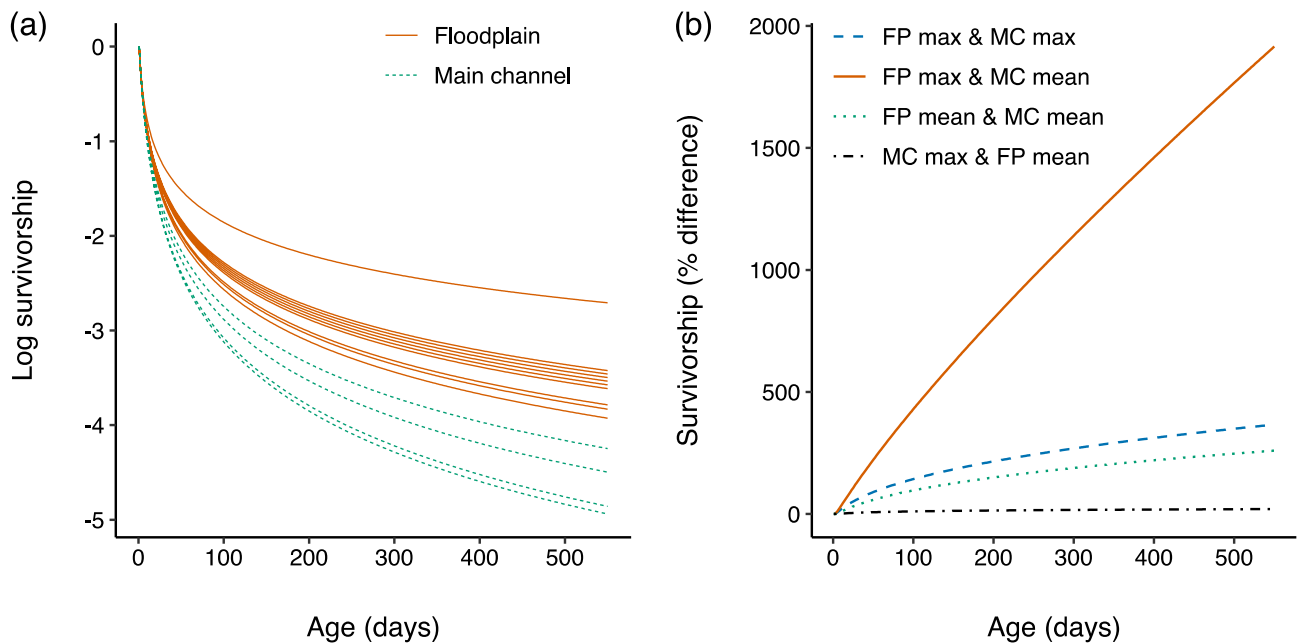 (a)
Log survivorship
0
-1
-2
-3
-4
-5
Floodplain
Main channel
0 100 200 300 400 500
Age (days)
(b)
Survivorship (% difference)
2000
1500
1000
500
0
FP max & MC max
FP max & MC mean
FP mean & MC mean
MC max & FP mean
0 100 200 300 400 500
Age (days)